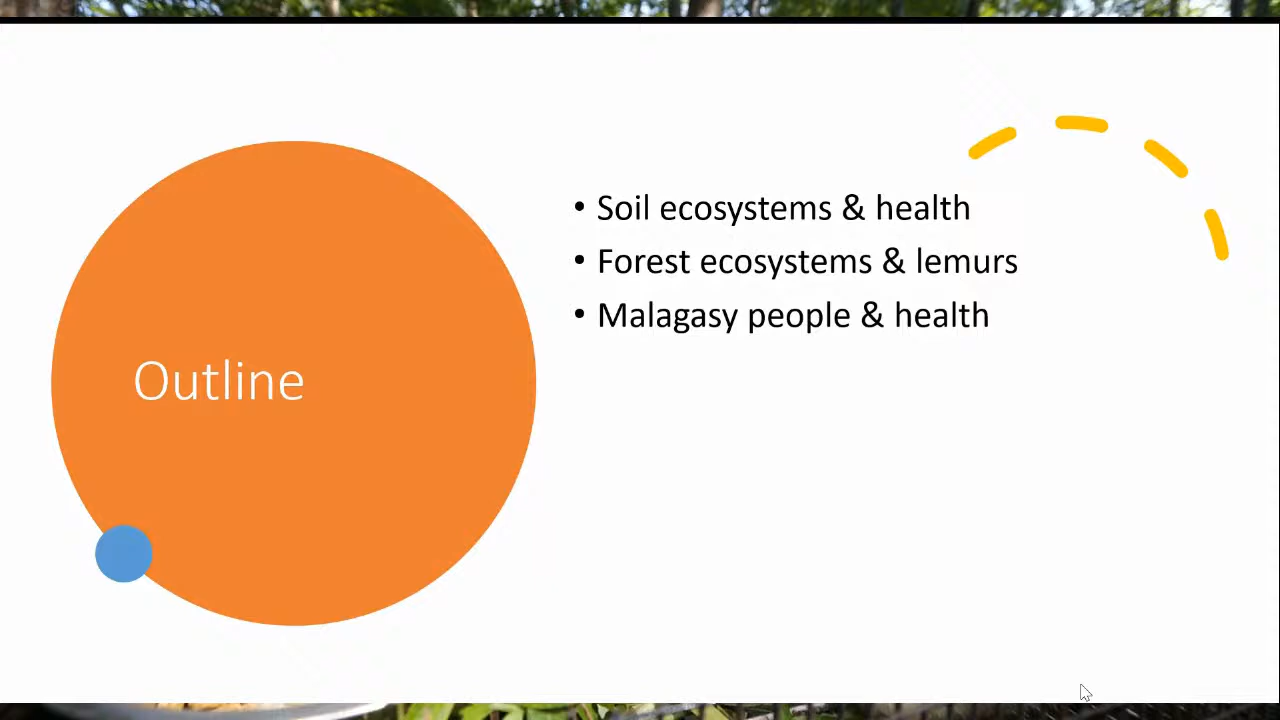 Outline
• Soil ecosystems & health
• Forest ecosystems & lemurs
• Malagasy people & health